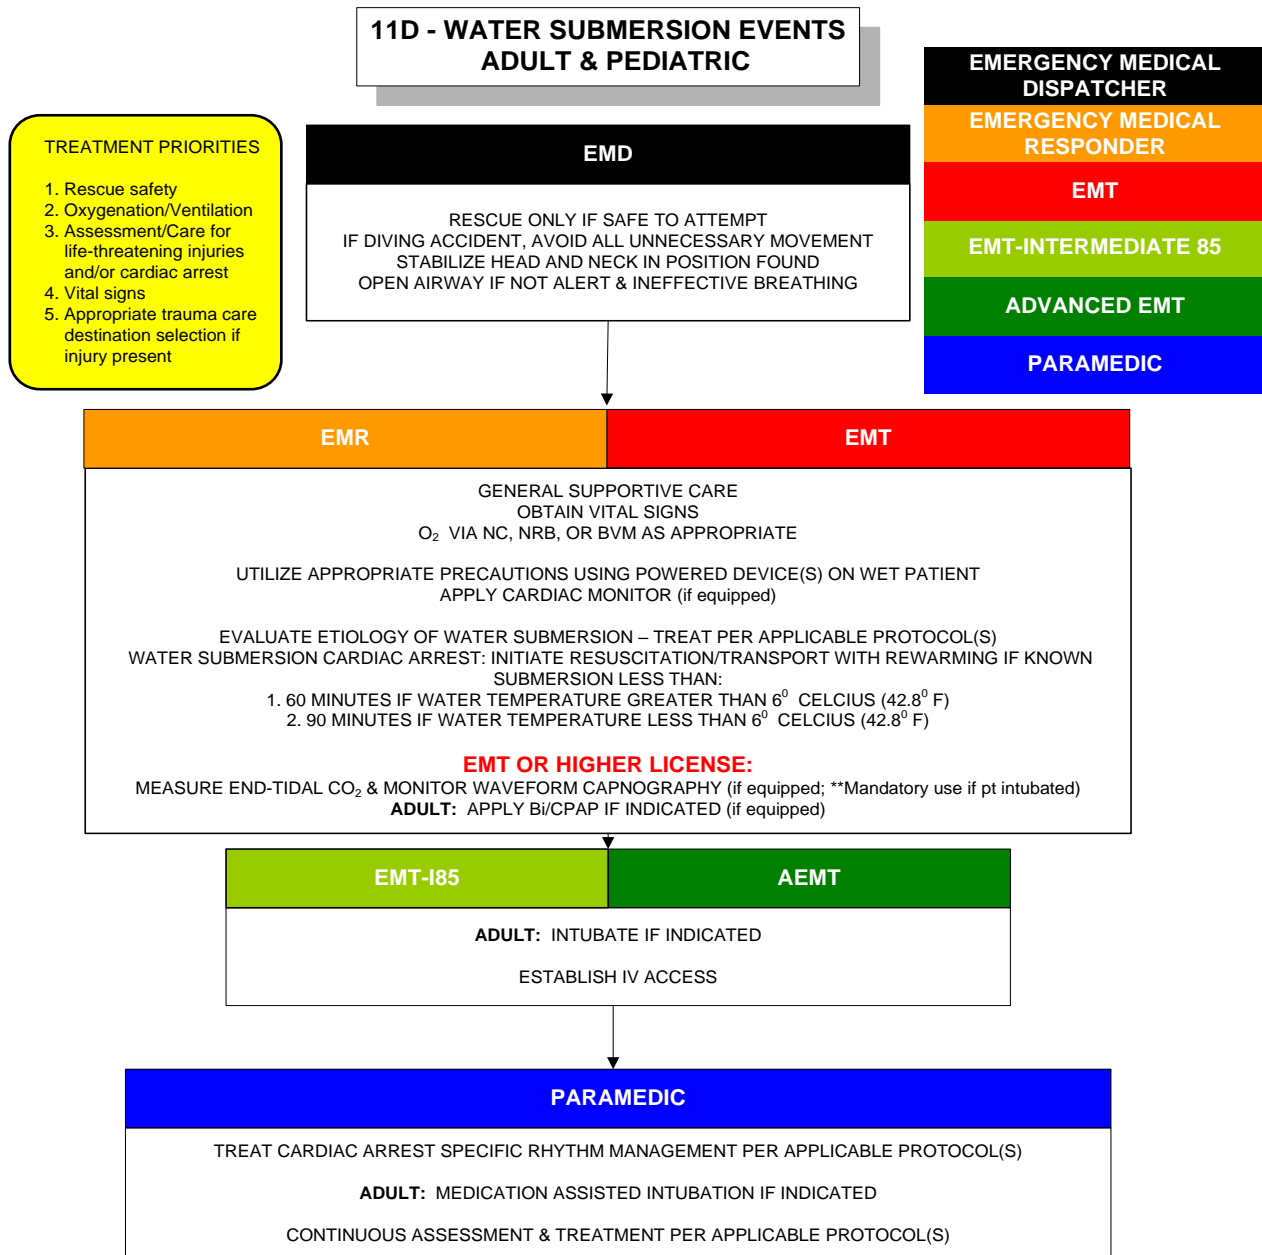 11D - WATER SUBMERSION EVENTS
ADULT & PEDIATRIC
EMERGENCY MEDICAL
DISPATCHER
EMERGENCY MEDICAL
RESPONDER
EMT
EMT-INTERMEDIATE 85
ADVANCED EMT
PARAMEDIC
TREATMENT PRIORITIES
1. Rescue safety
2. Oxygenation/Ventilation
3. Assessment/Care for
life-threatening injuries
and/or cardiac arrest
4. Vital signs
5. Appropriate trauma care
destination selection if
injury present
EMD
RESCUE ONLY IF SAFE TO ATTEMPT
IF DIVING ACCIDENT, AVOID ALL UNNECESSARY MOVEMENT
STABILIZE HEAD AND NECK IN POSITION FOUND
OPEN AIRWAY IF NOT ALERT & INEFFECTIVE BREATHING
EMR
EMT
GENERAL SUPPORTIVE CARE
OBTAIN VITAL SIGNS
O₂ VIA NC, NRB, OR BVM AS APPROPRIATE
UTILIZE APPROPRIATE PRECAUTIONS USING POWERED DEVICE(S) ON WET PATIENT
APPLY CARDIAC MONITOR (if equipped)
EVALUATE ETIOLOGY OF WATER SUBMERSION – TREAT PER APPLICABLE PROTOCOL(S)
WATER SUBMERSION CARDIAC ARREST: INITIATE RESUSCITATION/TRANSPORT WITH REWARMING IF KNOWN
SUBMERSION LESS THAN:
1. 60 MINUTES IF WATER TEMPERATURE GREATER THAN 6⁰ CELCIUS (42.8⁰ F)
2. 90 MINUTES IF WATER TEMPERATURE LESS THAN 6⁰ CELCIUS (42.8⁰ F)
EMT OR HIGHER LICENSE:
MEASURE END-TIDAL CO₂ & MONITOR WAVEFORM CAPNOGRAPHY (if equipped; **Mandatory use if pt intubated)
ADULT: APPLY Bi/CPAP IF INDICATED (if equipped)
EMT-I85
AEMT
ADULT: INTUBATE IF INDICATED
ESTABLISH IV ACCESS
PARAMEDIC
TREAT CARDIAC ARREST SPECIFIC RHYTHM MANAGEMENT PER APPLICABLE PROTOCOL(S)
ADULT: MEDICATION ASSISTED INTUBATION IF INDICATED
CONTINUOUS ASSESSMENT & TREATMENT PER APPLICABLE PROTOCOL(S)